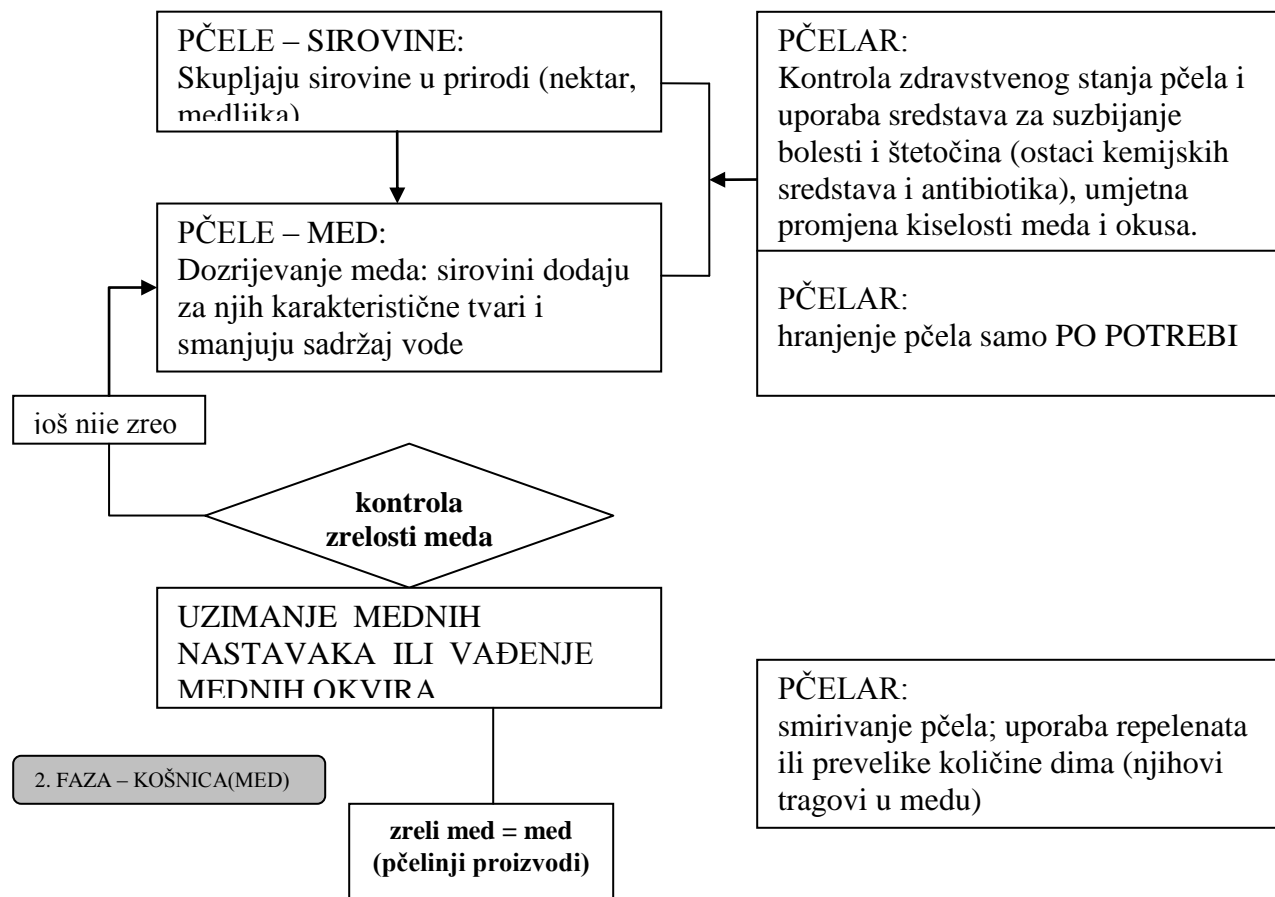 PČELE – SIROVINE:
Skupljaju sirovine u prirodi (nektar,
medljika)
PČELAR:
Kontrola zdravstvenog stanja pčela i
uporaba sredstava za suzbijanje
bolesti i štetočina (ostaci kemijskih
sredstava i antibiotika), umjetna
promjena kiselosti meda i okusa.
PČELE – MED:
Dozrijevanje meda: sirovini dodaju
za njih karakteristične tvari i
smanjuju sadržaj vode
PČELAR:
hranjenje pčela samo PO POTREBI
još nije zreo
kontrola
zrelosti meda
UZIMANJE MEDNIH
NASTAVAKA ILI VAĐENJE
MEDNIH OKVIRA
PČELAR:
smirivanje pčela; uporaba repelenata
ili prevelike količine dima (njihovi
tragovi u medu)
2. FAZA – KOŠNICA(MED)
zreli med = med
(pčelinji proizvodi)